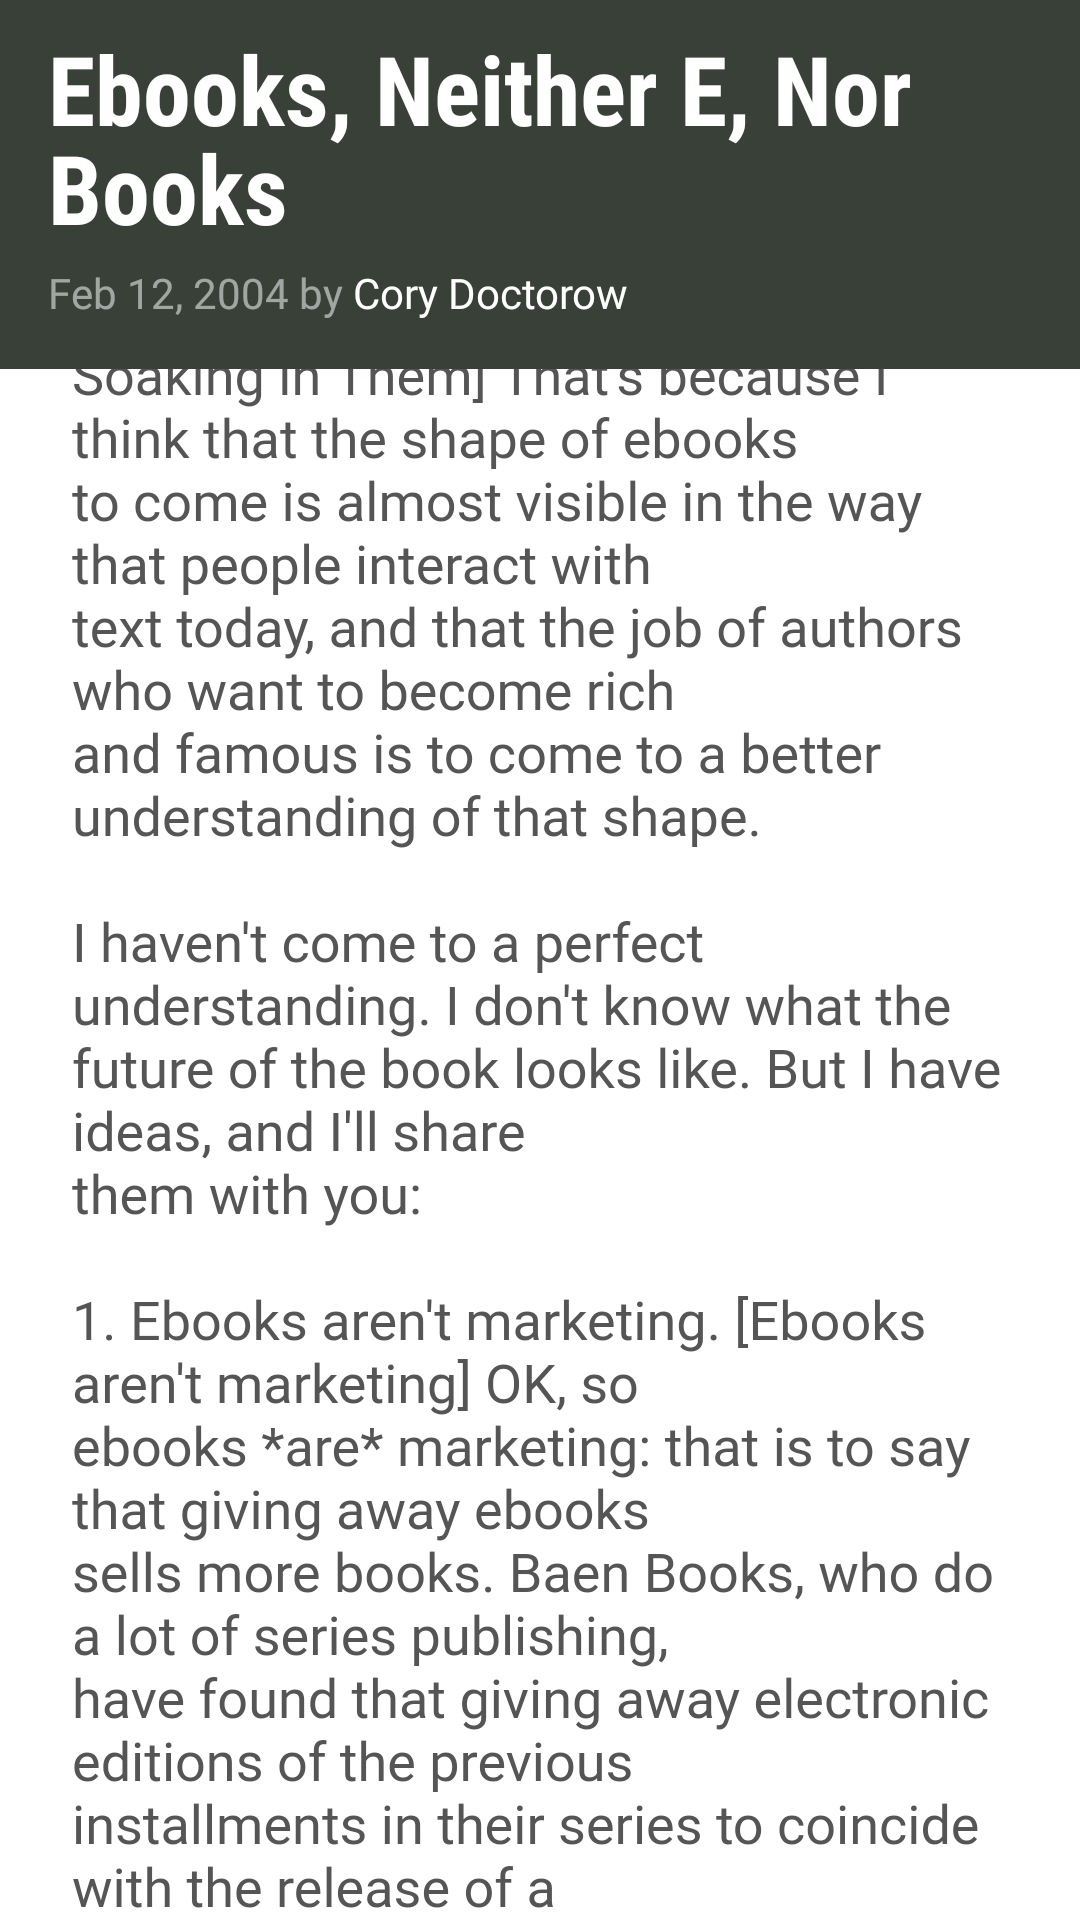 Ebooks, Neither E, Nor
Books
Feb 12, 2004 by Cory Doctorow
Soaking in Them] That's because I
think that the shape of ebooks
to come is almost visible in the way
that people interact with
text today, and that the job of authors
who want to become rich
and famous is to come to a better
understanding of that shape.
I haven't come to a perfect
understanding. I don't know what the
future of the book looks like. But I have
ideas, and I'll share
them with you:
1. Ebooks aren't marketing. [Ebooks
aren't marketing] OK, so
ebooks *are* marketing: that is to say
that giving away ebooks
sells more books. Baen Books, who do
a lot of series publishing,
have found that giving away electronic
editions of the previous
installments in their series to coincide
with the release of a